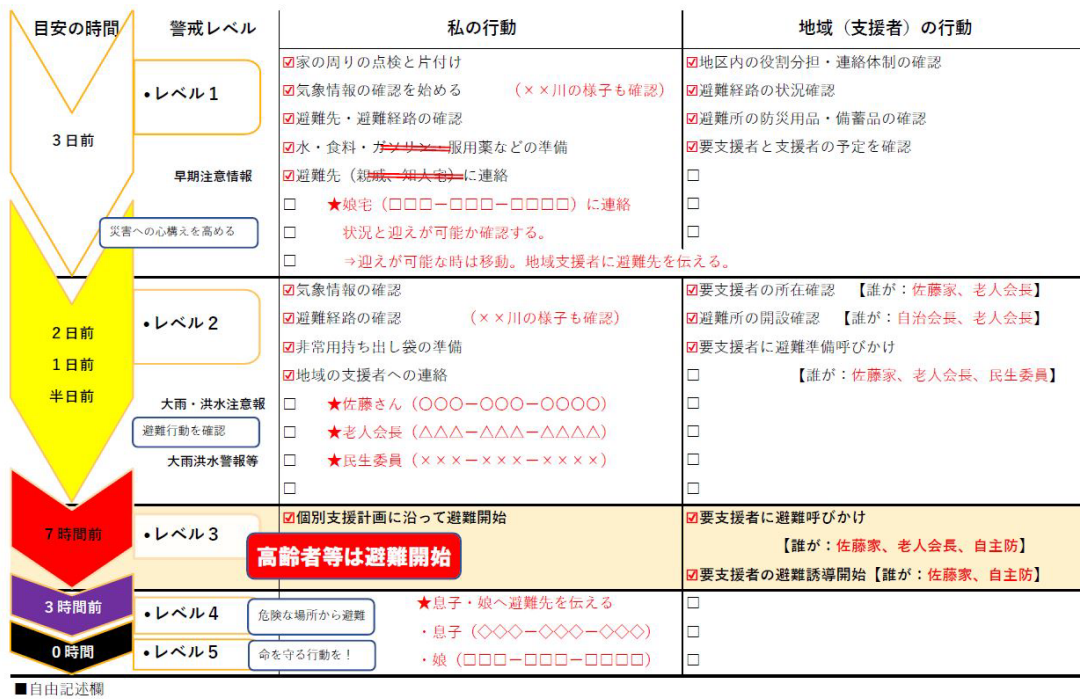 目安の時間 警戒レベル 私の行動 地域（支援者）の行動
☑家の周りの点検と片付け ☑地区内の役割分担・連絡体制の確認
・レベル１ ☑気象情報の確認を始める （××川の様子も確認） ☑避難経路の状況確認
☑避難先・避難経路の確認 ☑避難所の防災用品・備蓄品の確認
３日前 ☑水・食料・ガソリン・服用薬などの準備 ☑要支援者と支援者の予定を確認
早期注意情報 ☑避難先（親戚、知人宅）に連絡 □
□ ★娘宅（□□□－□□□－□□□□）に連絡 □
災害への心構えを高める □ 状況と迎えが可能か確認する。 □
□ ⇒迎えが可能な時は移動。地域支援者に避難先を伝える。
☑気象情報の確認 ☑要支援者の所在確認 【誰が：佐藤家、老人会長】
２日前 ・レベル２ ☑避難経路の確認 （××川の様子も確認） ☑避難所の開設確認 【誰が：自治会長、老人会長】
１日前 ☑非常用持ち出し袋の準備 ☑要支援者に避難準備呼びかけ
半日前 ☑地域の支援者への連絡 □ 【誰が：佐藤家、老人会長、民生委員】
大雨・洪水注意報 □ ★佐藤さん（〇〇〇－〇〇〇－〇〇〇〇） □
避難行動を確認 □ ★老人会長（△△△－△△△－△△△△） □
大雨洪水警報等 □ ★民生委員（×××－×××－××××） □
□ □
７時間前 ・レベル３ ☑個別支援計画に沿って避難開始 ☑要支援者に避難呼びかけ
高齢者等は避難開始 【誰が：佐藤家、老人会長、自主防】
☑要支援者の避難誘導開始【誰が：佐藤家、自主防】
３時間前 ・レベル４ 危険な場所から避難 ★息子・娘へ避難先を伝える □
・息子（◇◇◇－◇◇◇－◇◇◇） □
０時間 ・レベル５ 命を守る行動を！ ・娘（□□□－□□□－□□□□） □
■自由記述欄